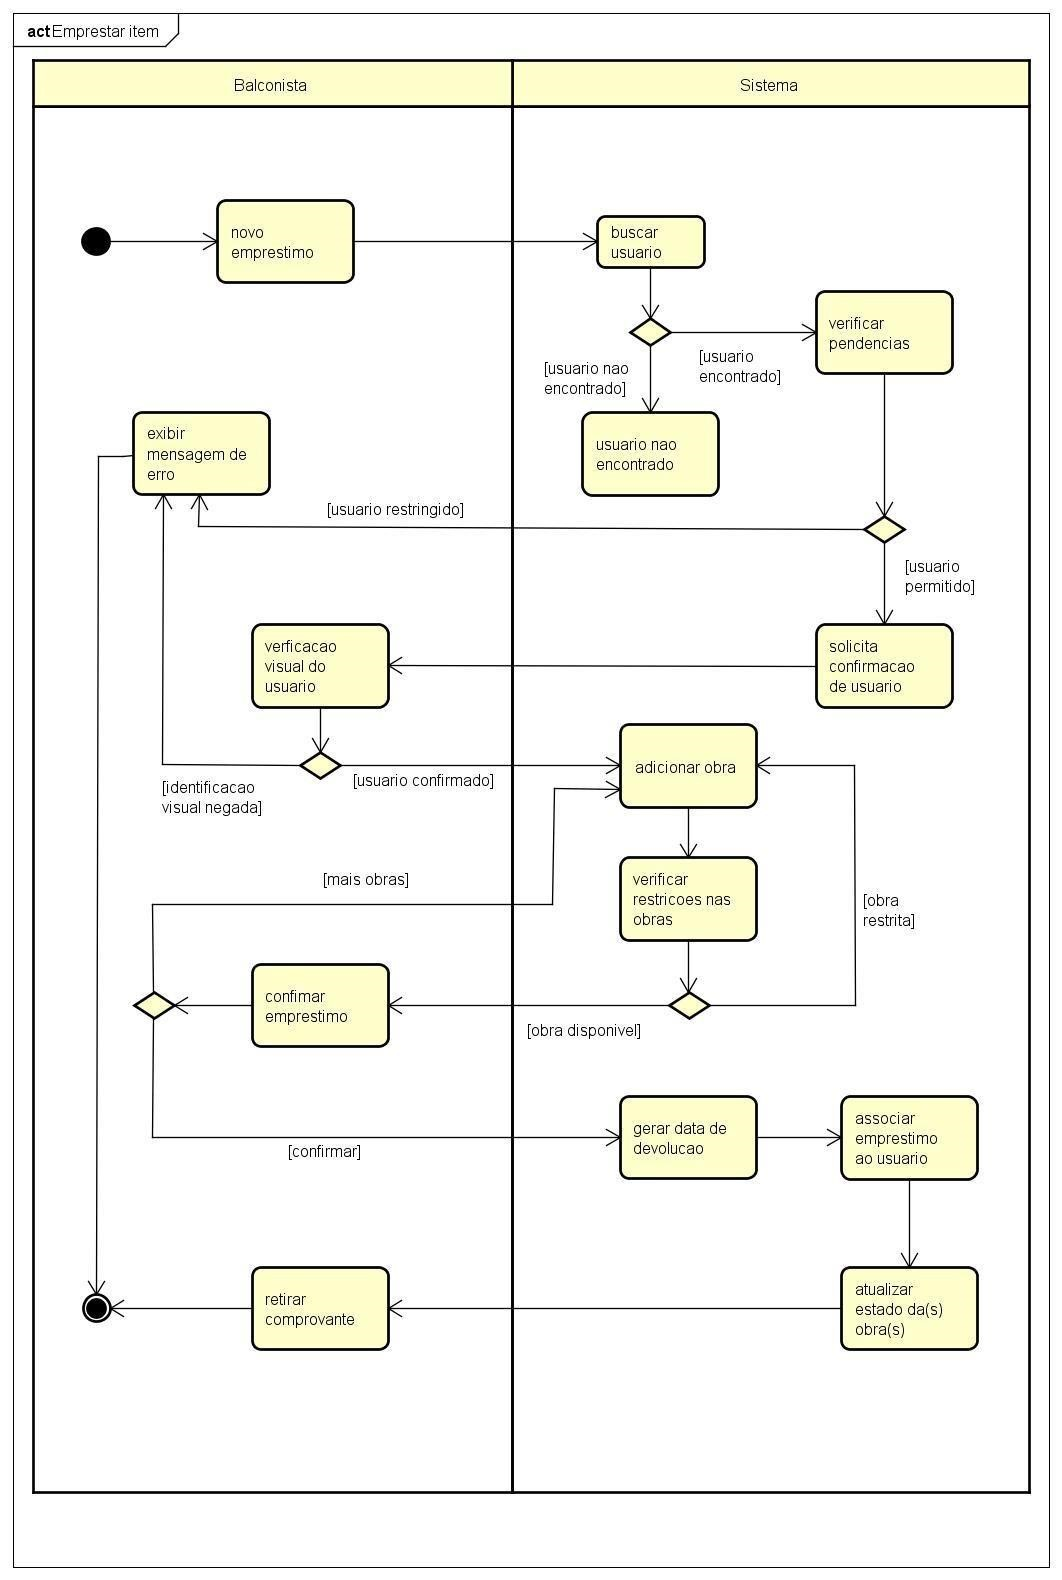 act Emprestar item
Balconista
Sistema
novo
emprestimo
buscar
usuario
verificar
pendencias
[usuario
encontrado]
[usuario nao
encontrado]
usuario nao
encontrado
exibir
mensagem de
erro
[usuario restringido]
[usuario
permitido]
verficacao
visual do
usuario
solicita
confirmacao
de usuario
[identificacao
visual negada]
[usuario confirmado]
adicionar obra
[mais obras]
verificar
restricoes nas
obras
[obra
restrita]
confimar
emprestimo
[obra disponivel]
[confirmar]
gerar data de
devolucao
associar
emprestimo
ao usuario
retirar
comprovante
atualizar
estado da(s)
obra(s)